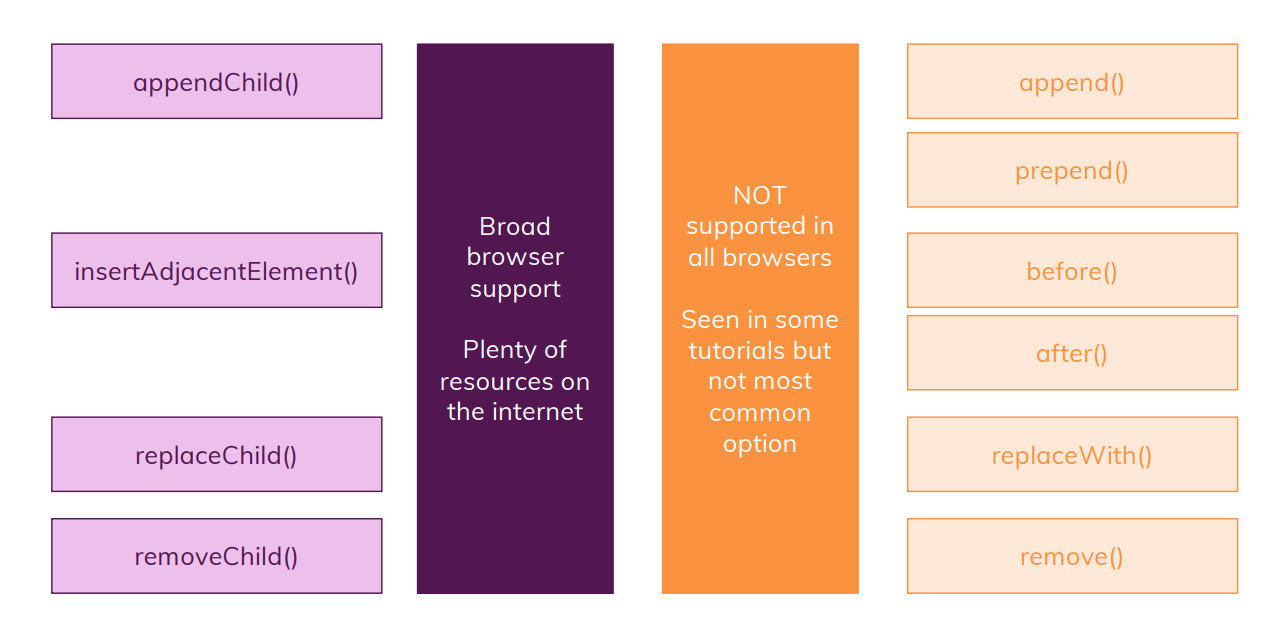 appendChild()
insertAdjacentElement()
replaceChild()
removeChild()
Broad
browser
support
Plenty of
resources on
the internet
NOT
supported in
all browsers
Seen in some
tutorials but
not most
common
option
append()
prepend()
before()
after()
replaceWith()
remove()